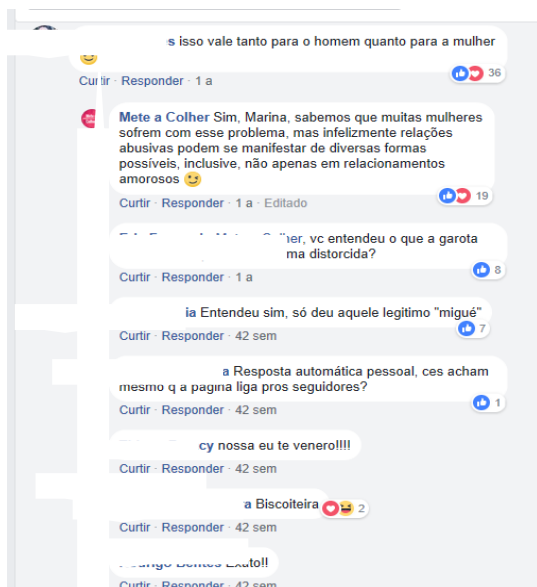 s isso vale tanto para o homem quanto para a mulher
Curtir · Responder · 1 a
36
Mete a Colher Sim, Marina, sabemos que muitas mulheres
sofrem com esse problema, mas infelizmente relações
abusivas podem se manifestar de diversas formas
possíveis, inclusive, não apenas em relacionamentos
amorosos
19
Curtir · Responder · 1 a · Editado
vc entendeu o que a garota
ma distorcida?
8
Curtir · Responder · 1 a
ia Entendeu sim, só deu aquele legitimo "migué"
7
Curtir · Responder · 42 sem
a Resposta automática pessoal, ces acham
mesmo q a pagina liga pros seguidores?
1
Curtir · Responder · 42 sem
cy nossa eu te venero!!!!
Curtir · Responder · 42 sem
a Biscoiteira
2
Curtir · Responder · 42 sem
Exato!!
Curtir · Responder · 42 sem